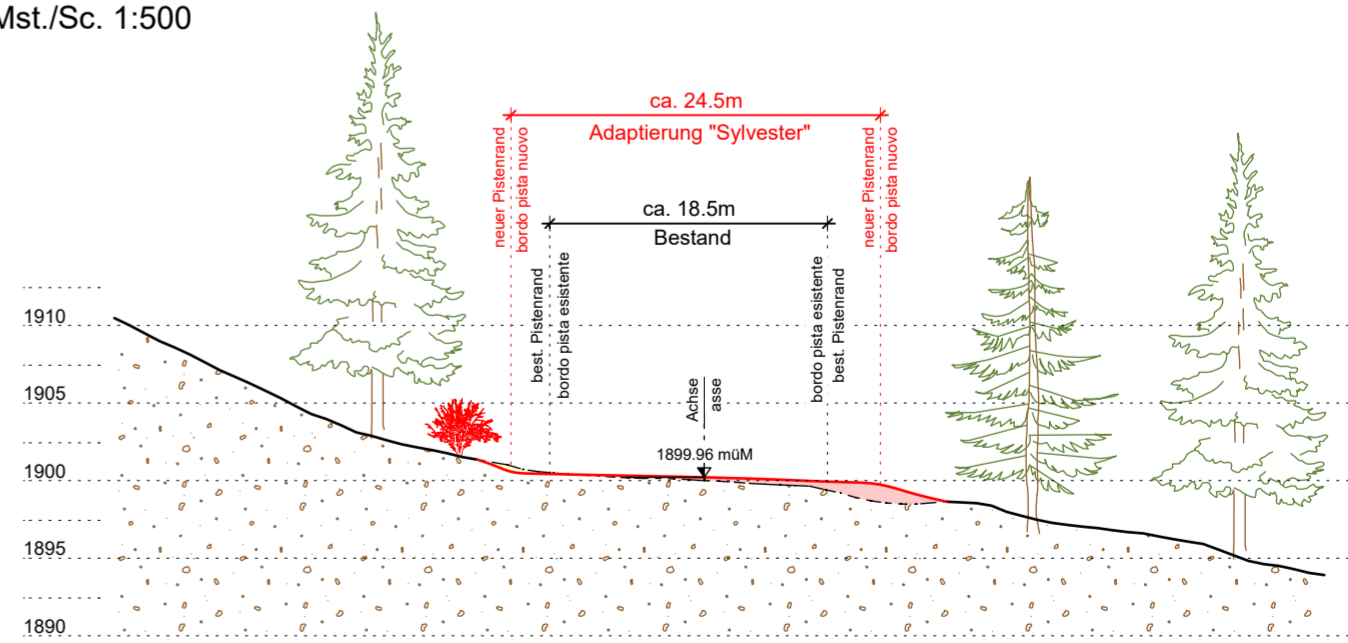 Mst./Sc. 1:500
ca. 24.5m
Adaptierung "Sylvester"
neuer Pistenrand
bordo pista nuovo
neuer Pistenrand
bordo pista nuovo
ca. 18.5m
Bestand
best. Pistenrand
bordo pista esistente
bordo pista esistente
best. Pistenrand
Achse
asse
1899.96 müM
1910
1905
1900
1895
1890